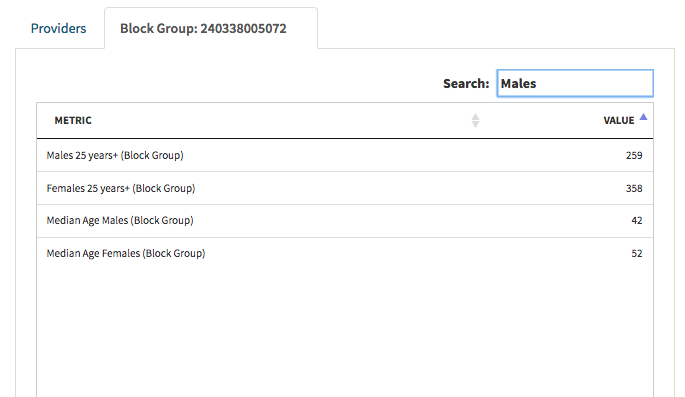 Providers Block Group: 240338005072
Search: Males
METRIC VALUE
Males 25 years+ (Block Group) 259
Females 25 years+ (Block Group) 358
Median Age Males (Block Group) 42
Median Age Females (Block Group) 52